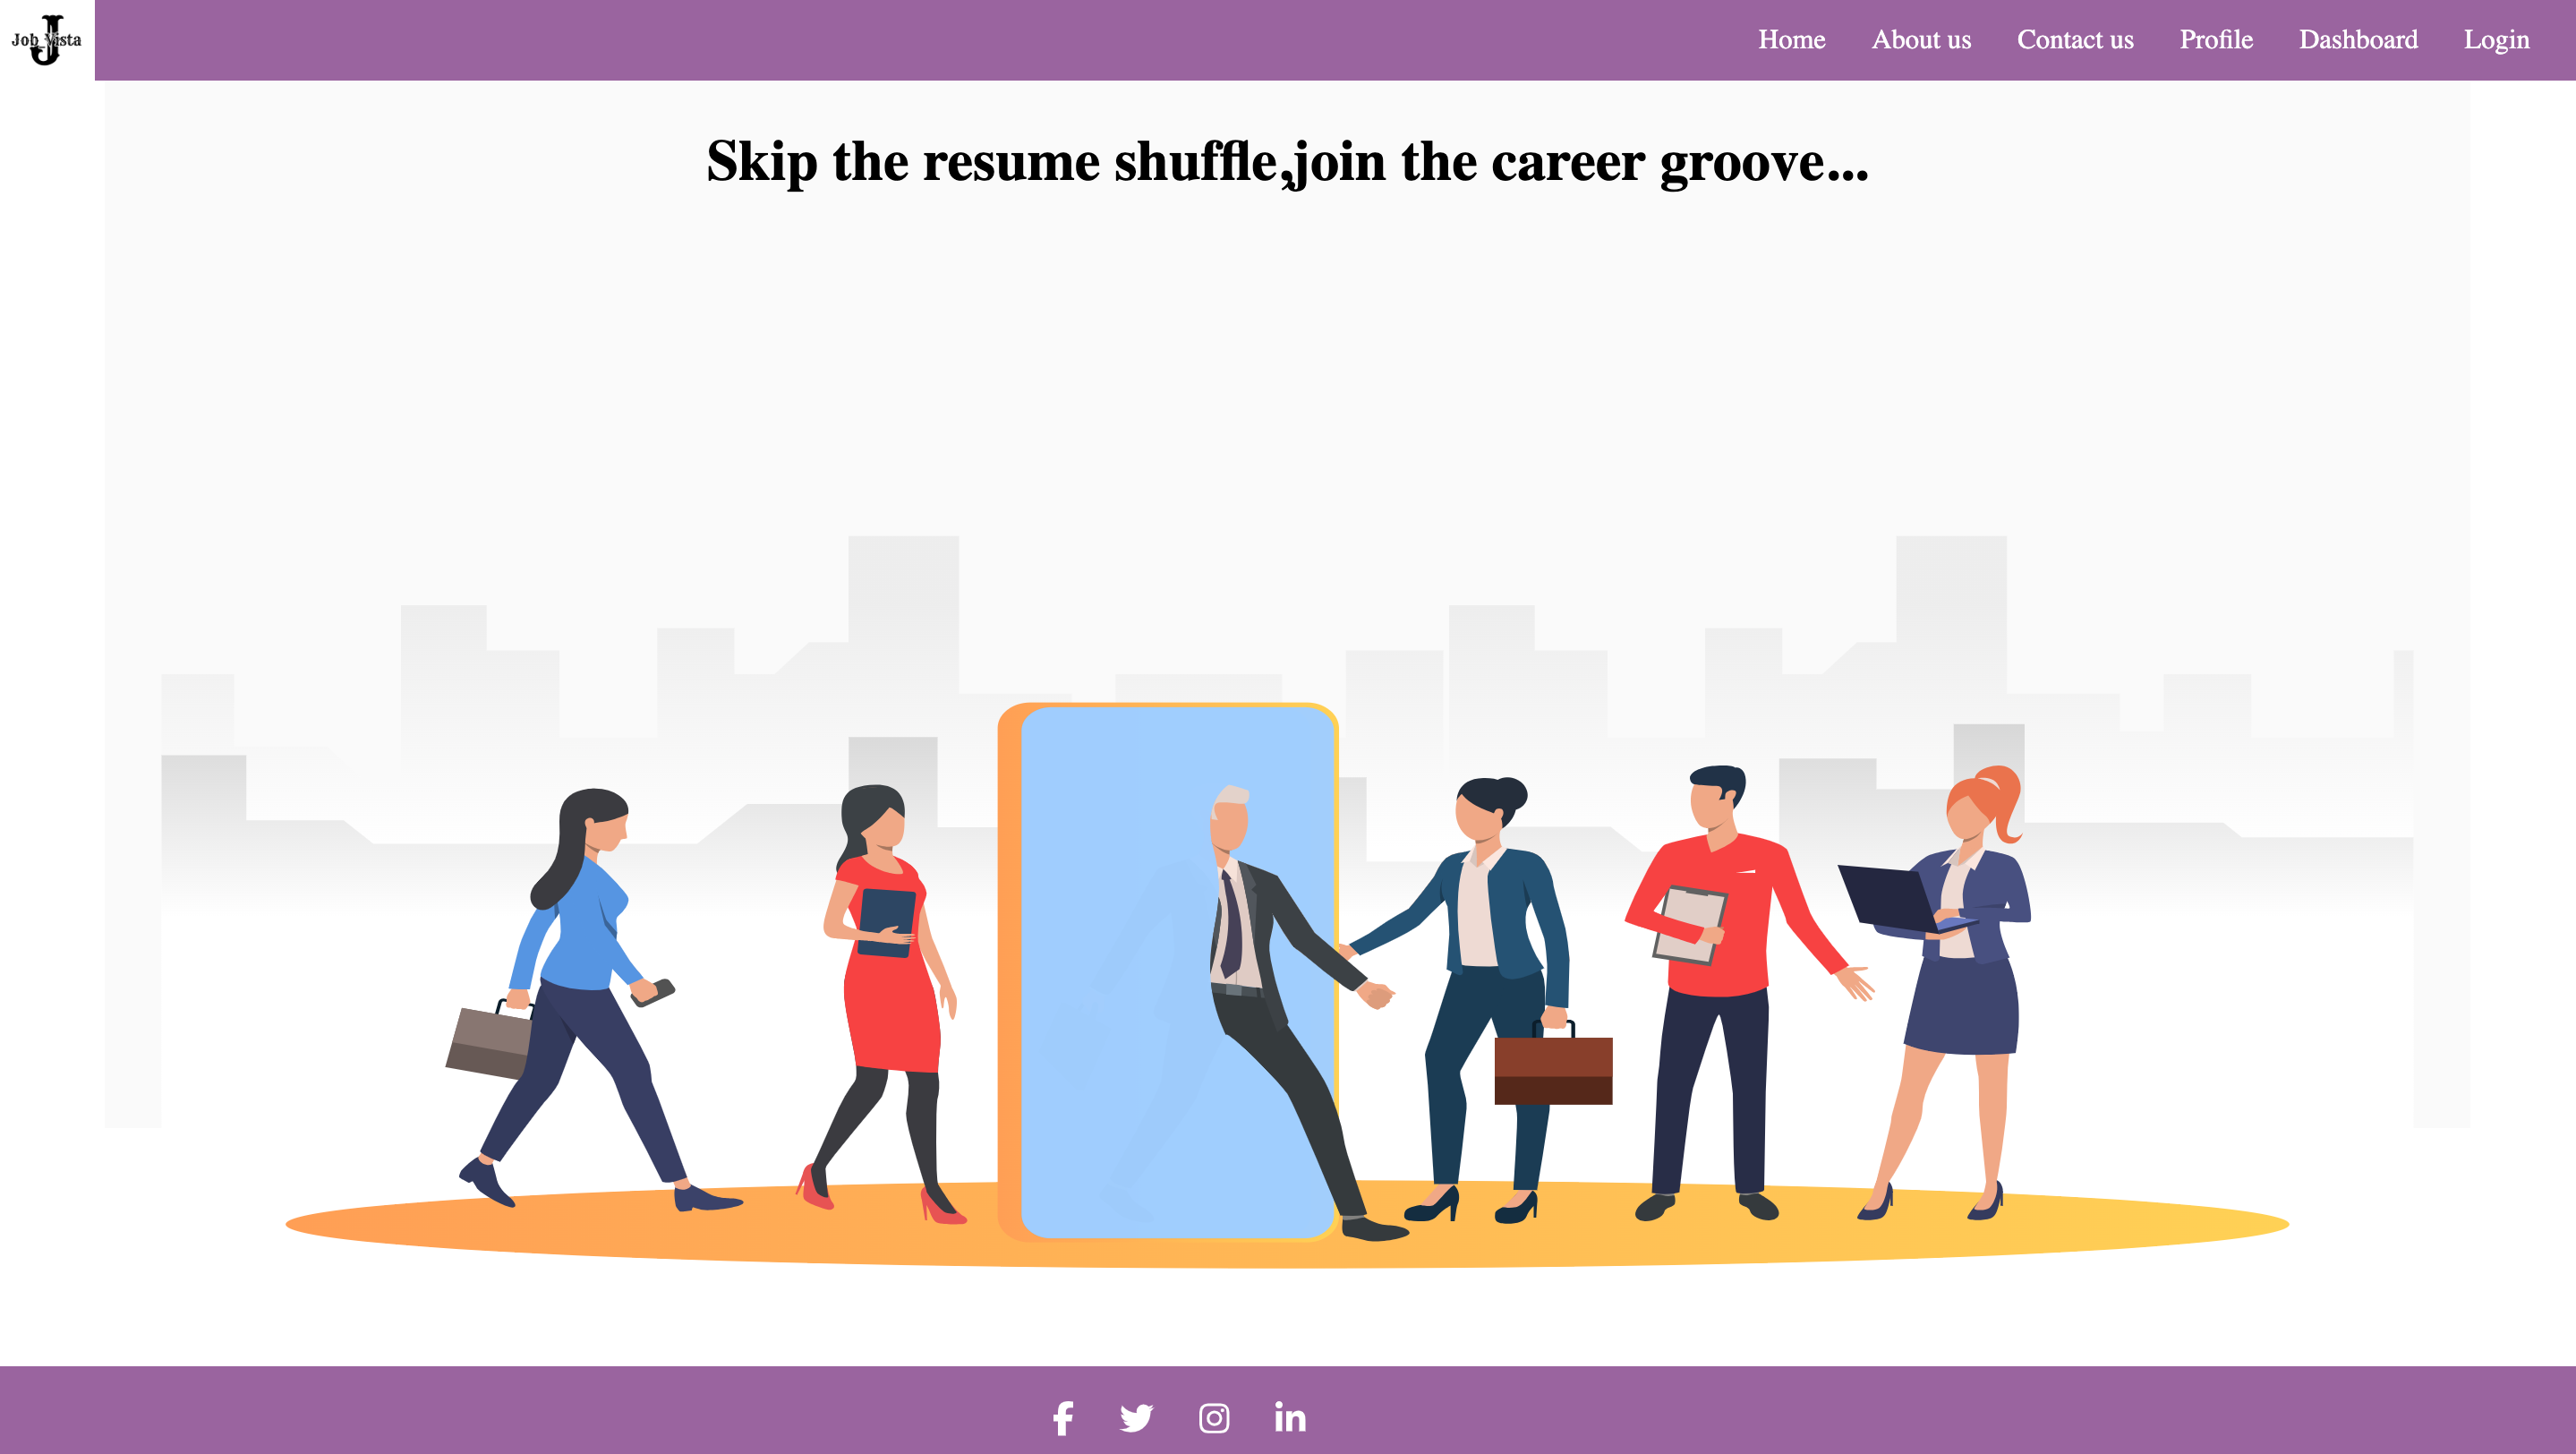 Job Vista
Home About us Contact us Profile Dashboard Login
Skip the resume shuffle,join the career groove...